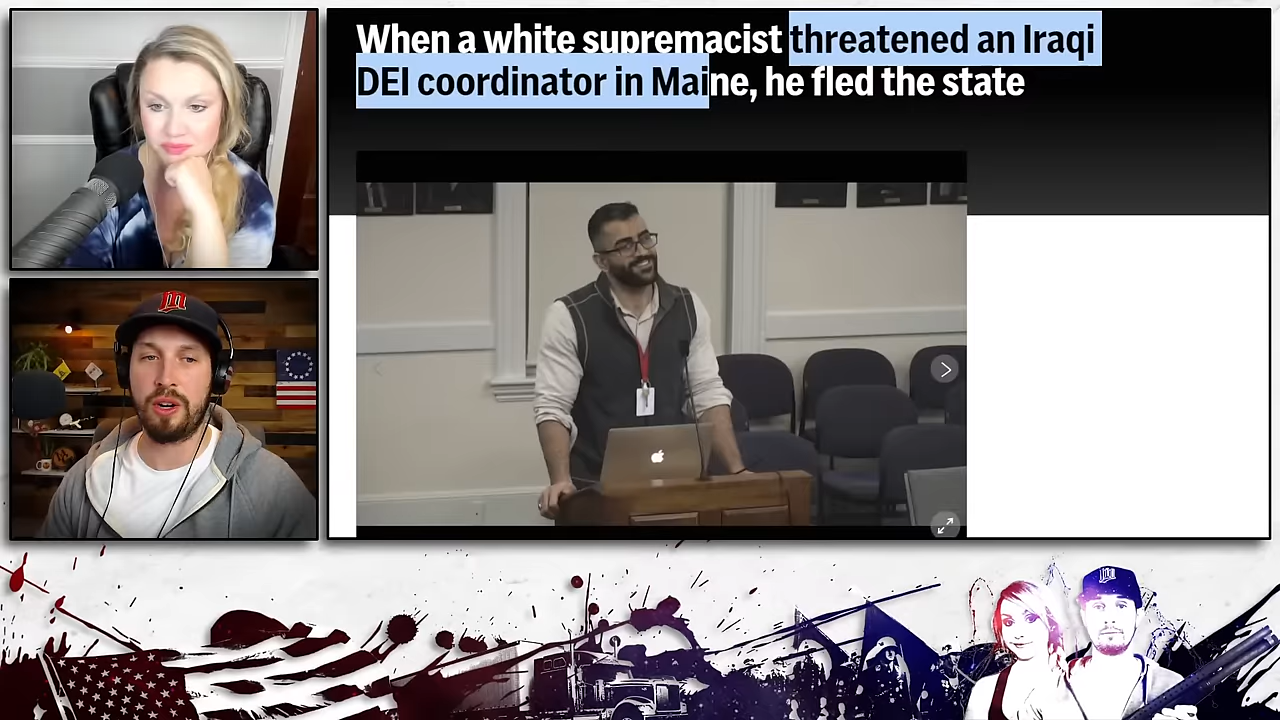 When a white supremacist threatened an Iraqi
DEI coordinator in Maine, he fled the state